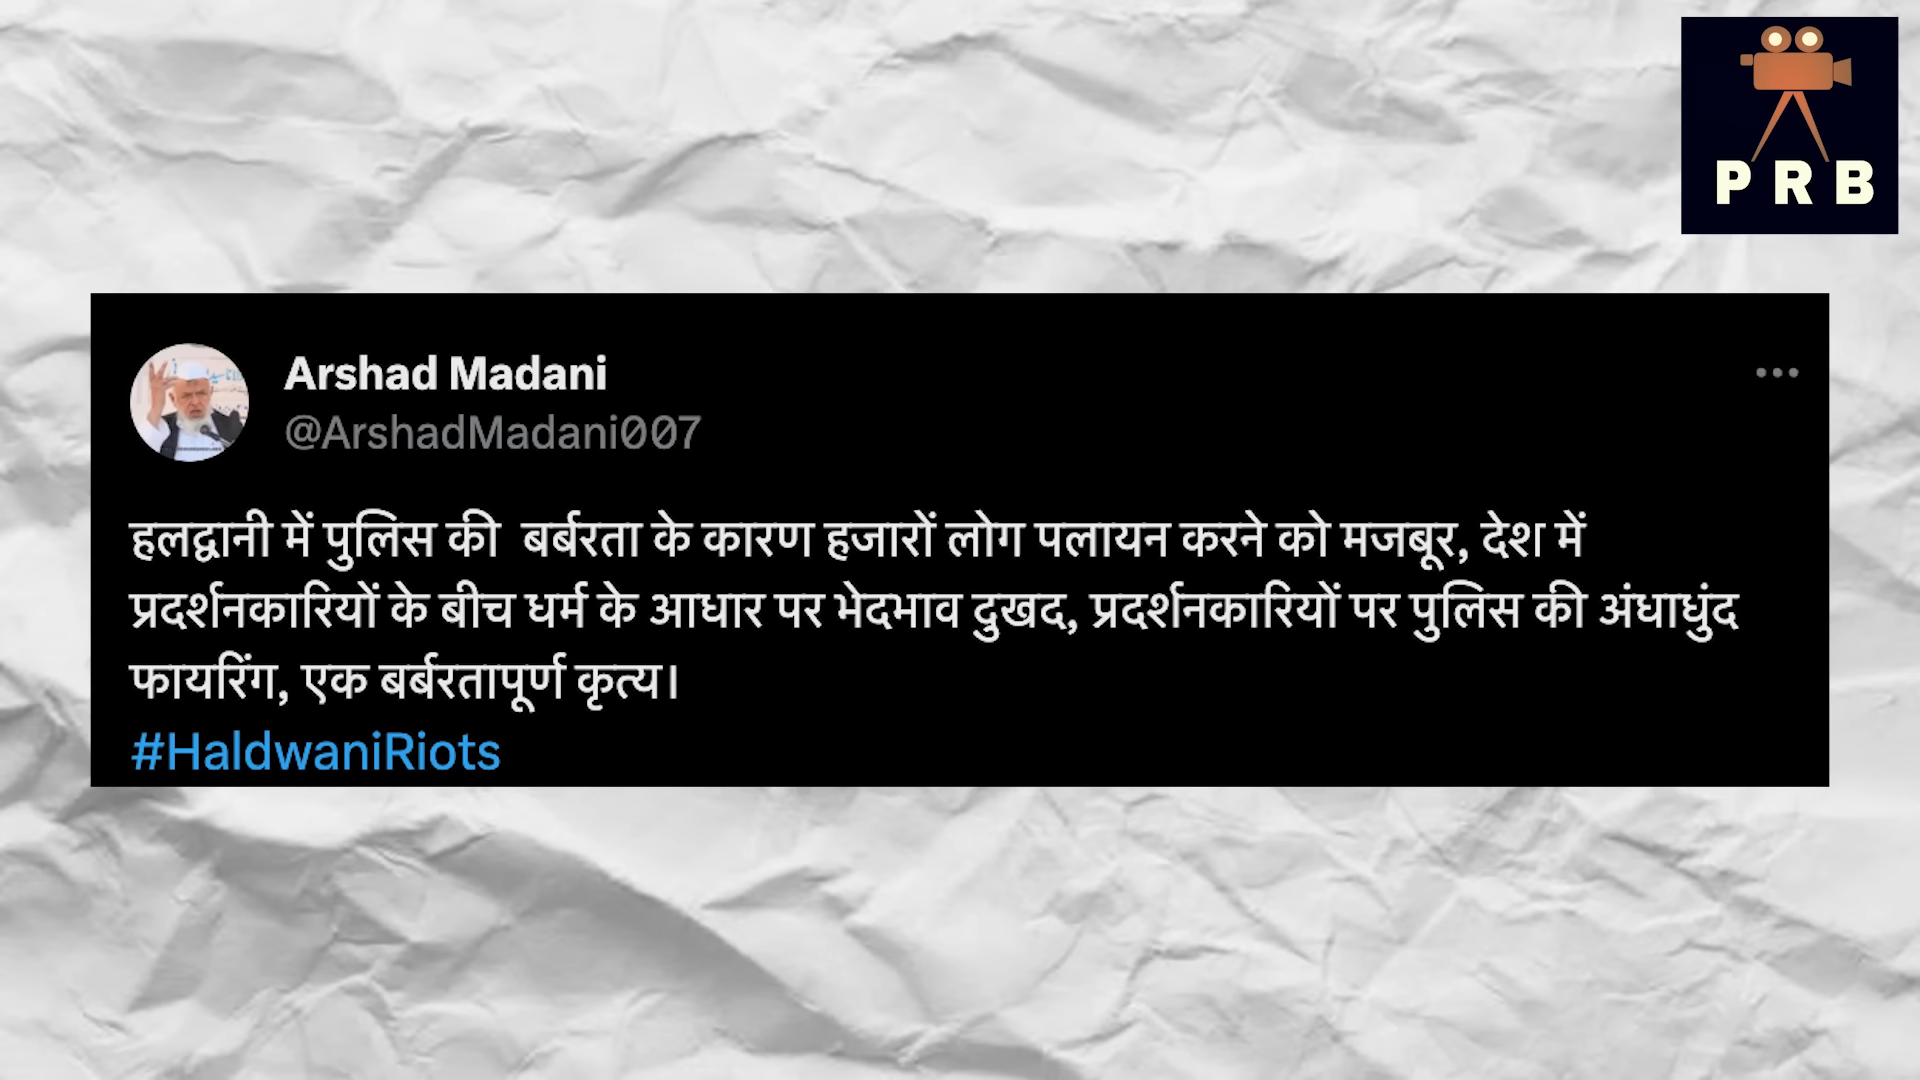 PRB
Arshad Madani
@ArshadMadani007
हलद्वानी में पुलिस की  बर्बरता के कारण हजारों लोग पलायन करने को मजबूर, देश में
प्रदर्शनकारियों के बीच धर्म के आधार पर भेदभाव दुखद, प्रदर्शनकारियों पर पुलिस की अंधाधुंद
फायरिंग, एक बर्बरतापूर्ण कृत्य।
#HaldwaniRiots